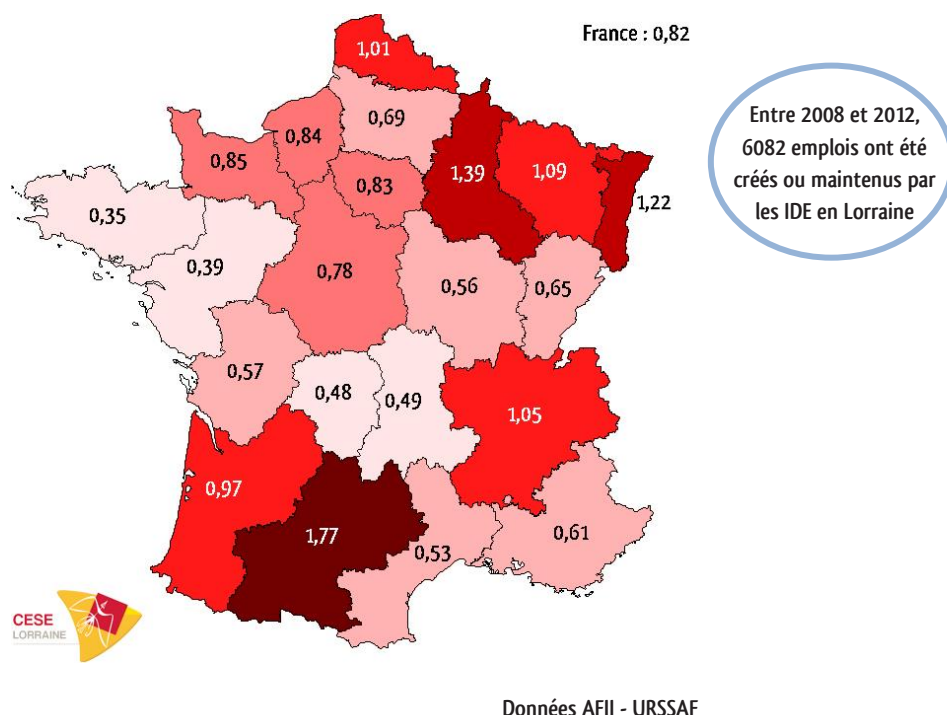 France : 0,82
1,01
0,69
0,84
0,85
0,83
1,39
1,09
1,22
0,35
0,39
0,78
0,56
0,65
0,57
0,48
0,49
1,05
0,97
1,77
0,53
0,61
Entre 2008 et 2012,
6082 emplois ont été
créés ou maintenus par
les IDE en Lorraine
CESE
LORRAINE
Données AFII - URSSAF